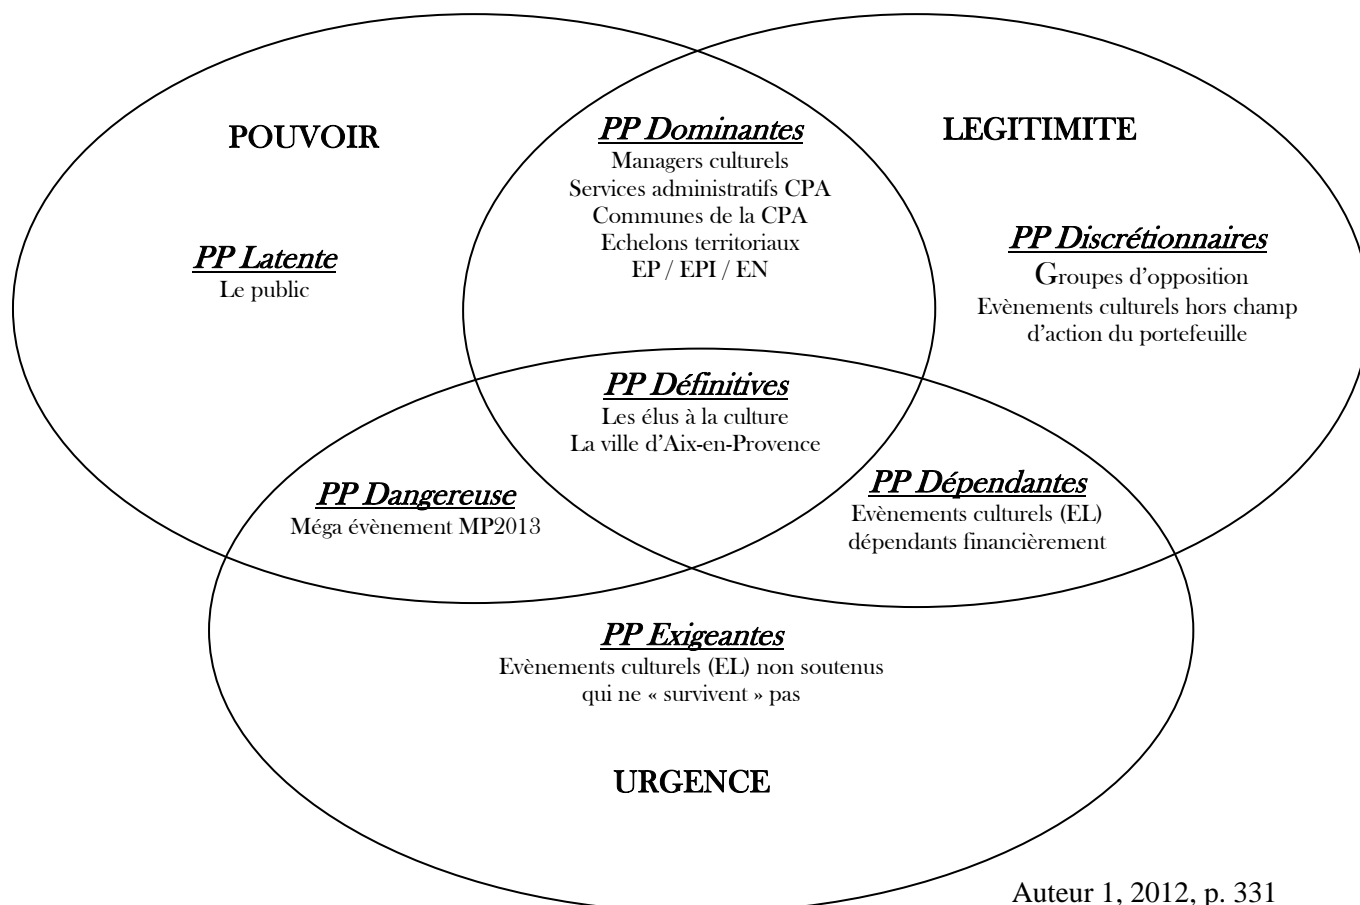 POUVOIR
PP Dominantes
Managers culturels
Services administratifs CPA
Communes de la CPA
Echelons territoriaux
EP / EPI / EN
LEGITIMITE
PP Latente
Le public
PP Discrétionnaires
Groupes d'opposition
Evènements culturels hors champ
d'action du portefeuille
PP Définitives
Les élus à la culture
La ville d'Aix-en-Provence
PP Dangereuse
Méga évènement MP2013
PP Dépendantes
Evènements culturels (EL)
dépendants financièrement
PP Exigeantes
Evènements culturels (EL) non soutenus
qui ne « survivent » pas
URGENCE
Auteur 1, 2012, p. 331